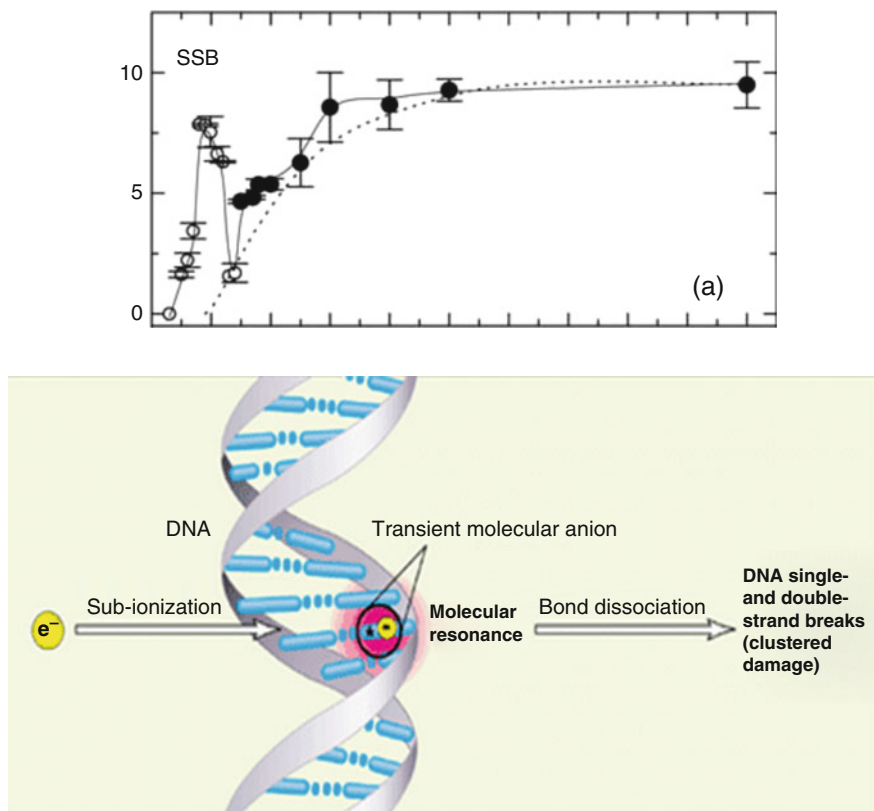 SSB
10
5
0
(a)
DNA
Transient molecular anion
e⁻
Sub-ionization
Molecular
resonance
Bond dissociation
DNA single-
and double-
strand breaks
(clustered
damage)